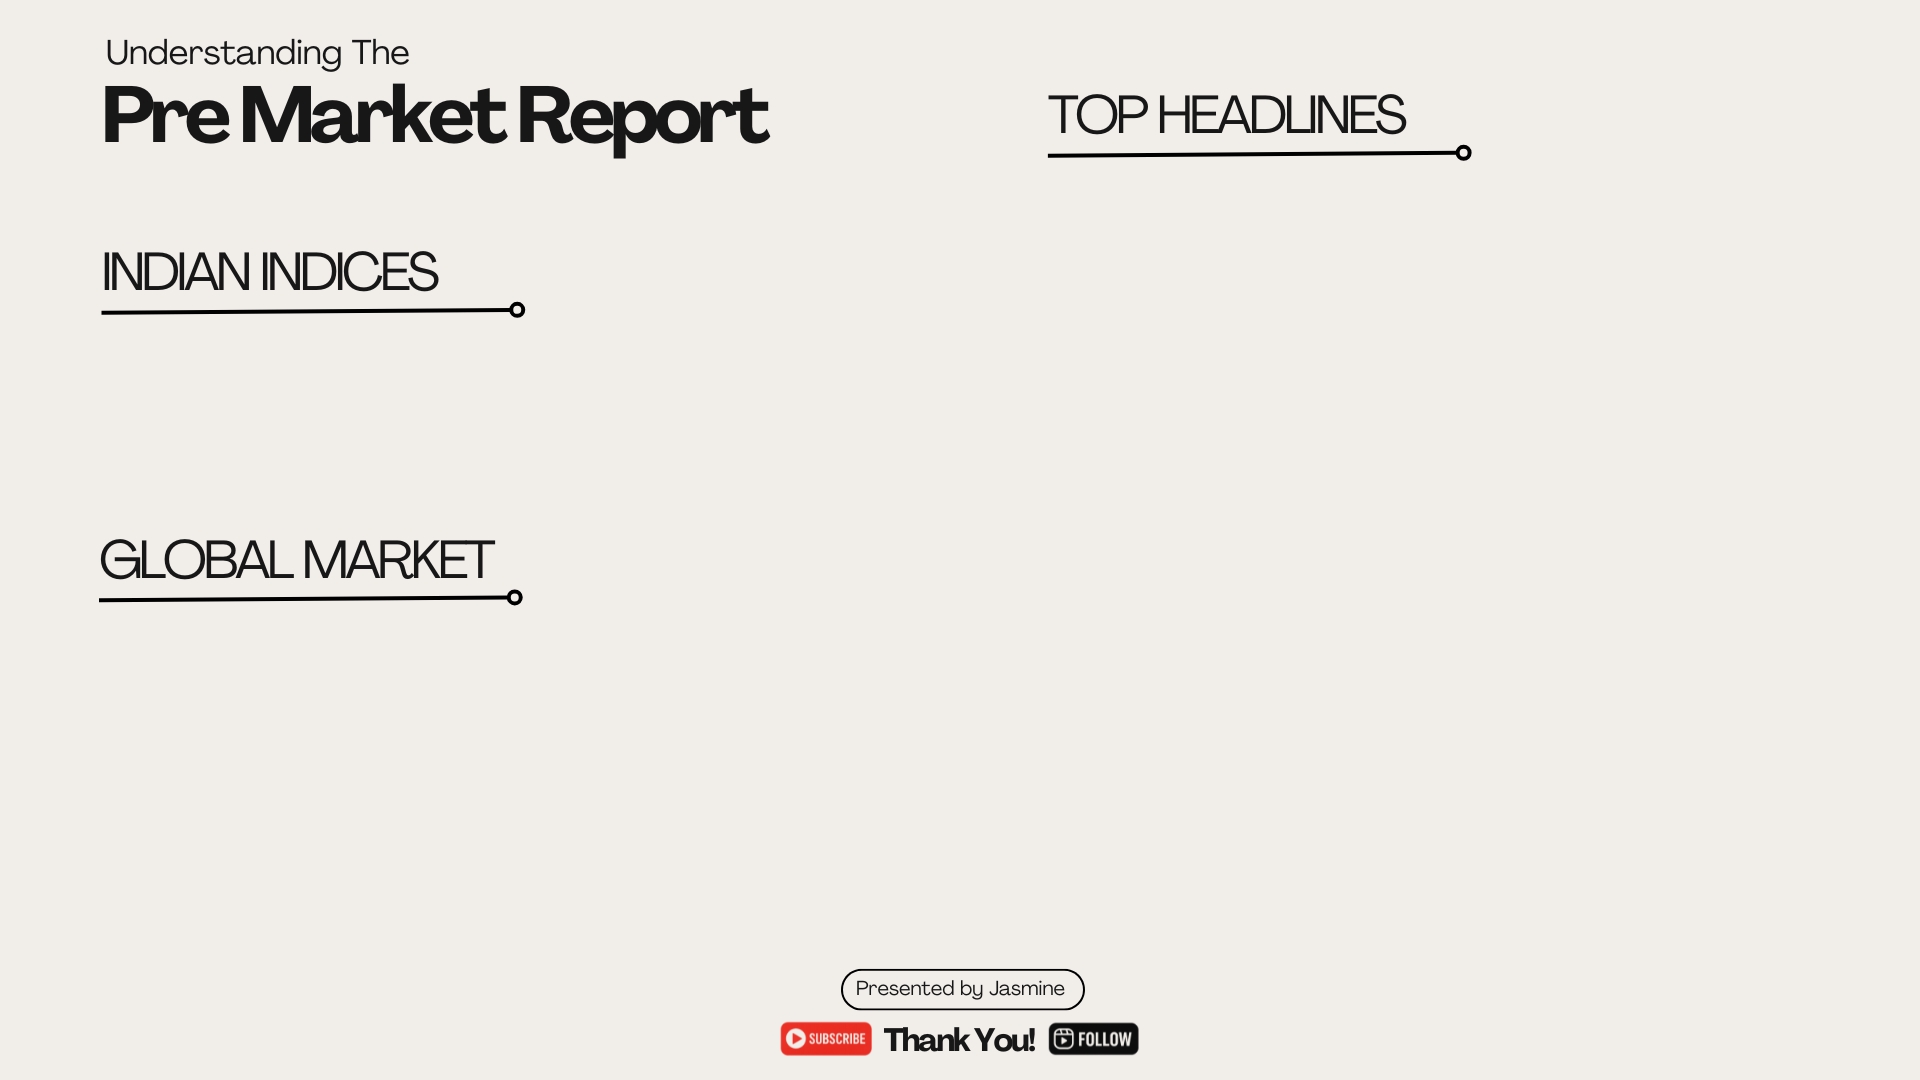 Understanding The
Pre Market Report
INDIAN INDICES
GLOBAL MARKET
TOP HEADLINES
Presented by Jasmine
SUBSCRIBE
Thank You!
FOLLOW